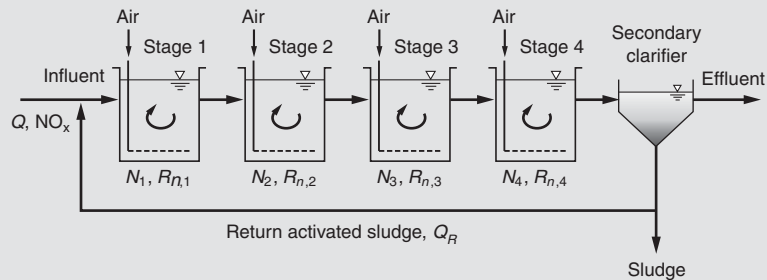 Air
Air
Air
Air
Stage 1
Stage 2
Stage 3
Stage 4
Secondary
clarifier
Influent
Effluent
Q, NOₓ
N₁, Rₙ,₁
N₂, Rₙ,₂
N₃, Rₙ,₃
N₄, Rₙ,₄
Return activated sludge, Q_R
Sludge